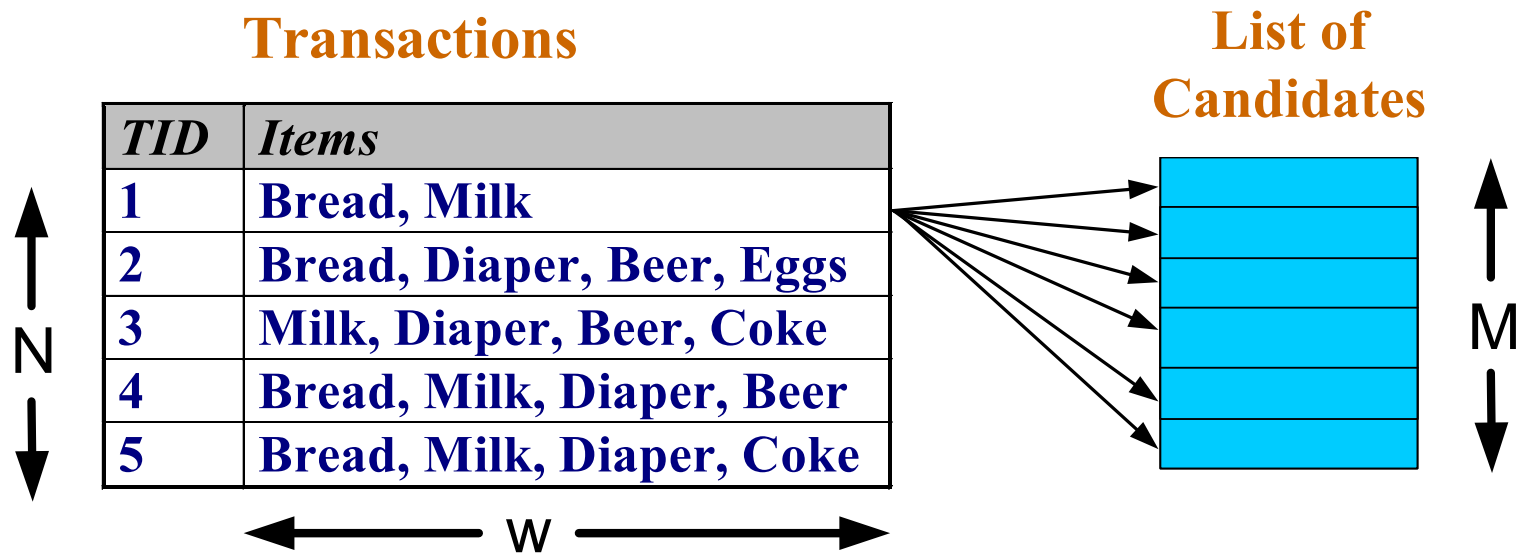 Transactions
List of
Candidates
TID Items
1 Bread, Milk
2 Bread, Diaper, Beer, Eggs
3 Milk, Diaper, Beer, Coke
4 Bread, Milk, Diaper, Beer
5 Bread, Milk, Diaper, Coke
N
M
w